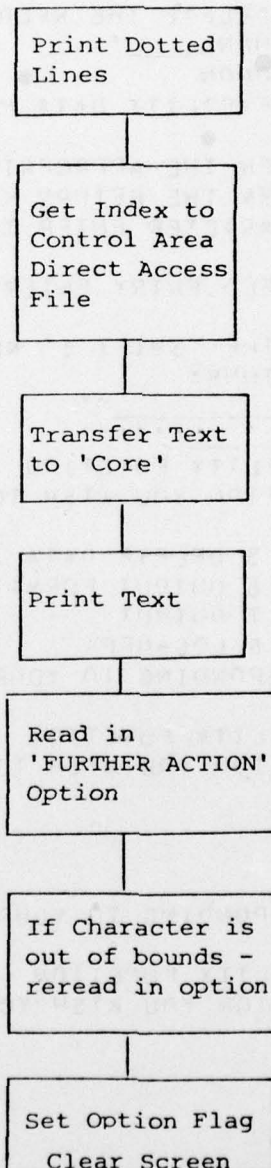 Print Dotted
Lines
Get Index to
Control Area
Direct Access
File
Transfer Text
to 'Core'
Print Text
Read in
'FURTHER ACTION'
Option
If Character is
out of bounds -
reread in option
Set Option Flag
Clear Screen